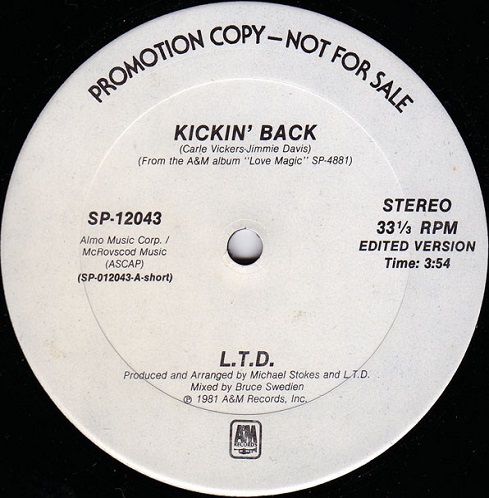 PROMOTION COPY—NOT FOR SALE
KICKIN' BACK
(Carle Vickers-Jimmie Davis)
(From the A&M album "Love Magic" SP-4881)
SP-12043
Almo Music Corp. /
McRovscod Music
(ASCAP)
(SP-012043-A-short)
STEREO
33⅓ RPM
EDITED VERSION
Time: 3:54
L.T.D.
Produced and Arranged by Michael Stokes and L.T.D.
Mixed by Bruce Swedien
℗ 1981 A&M Records, Inc.
A&M
RECORDS